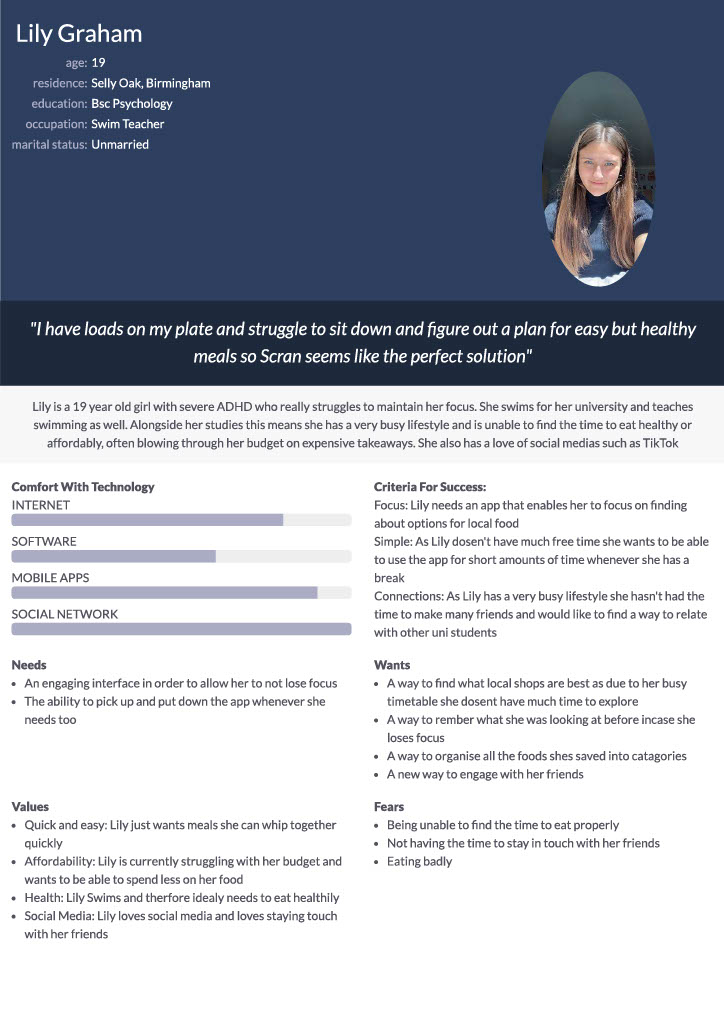 Lily Graham
age: 19
residence: Selly Oak, Birmingham
education: Bsc Psychology
occupation: Swim Teacher
marital status: Unmarried
"I have loads on my plate and struggle to sit down and figure out a plan for easy but healthy
meals so Scran seems like the perfect solution"
Lily is a 19 year old girl with severe ADHD who really struggles to maintain her focus. She swims for her university and teaches
swimming as well. Alongside her studies this means she has a very busy lifestyle and is unable to find the time to eat healthy or
affordably, often blowing through her budget on expensive takeaways. She also has a love of social medias such as TikTok
Comfort With Technology
INTERNET
SOFTWARE
MOBILE APPS
SOCIAL NETWORK
Criteria For Success:
Focus: Lily needs an app that enables her to focus on finding
about options for local food
Simple: As Lily dosen't have much free time she wants to be able
to use the app for short amounts of time whenever she has a
break
Connections: As Lily has a very busy lifestyle she hasn't had the
time to make many friends and would like to find a way to relate
with other uni students
Needs
• An engaging interface in order to allow her to not lose focus
• The ability to pick up and put down the app whenever she
needs too
Wants
• A way to find what local shops are best as due to her busy
timetable she dosent have much time to explore
• A way to rember what she was looking at before incase she
loses focus
• A way to organise all the foods shes saved into catagories
• A new way to engage with her friends
Values
• Quick and easy: Lily just wants meals she can whip together
quickly
• Affordability: Lily is currently struggling with her budget and
wants to be able to spend less on her food
• Health: Lily Swims and therfore idealy needs to eat healthily
• Social Media: Lily loves social media and loves staying touch
with her friends
Fears
• Being unable to find the time to eat properly
• Not having the time to stay in touch with her friends
• Eating badly